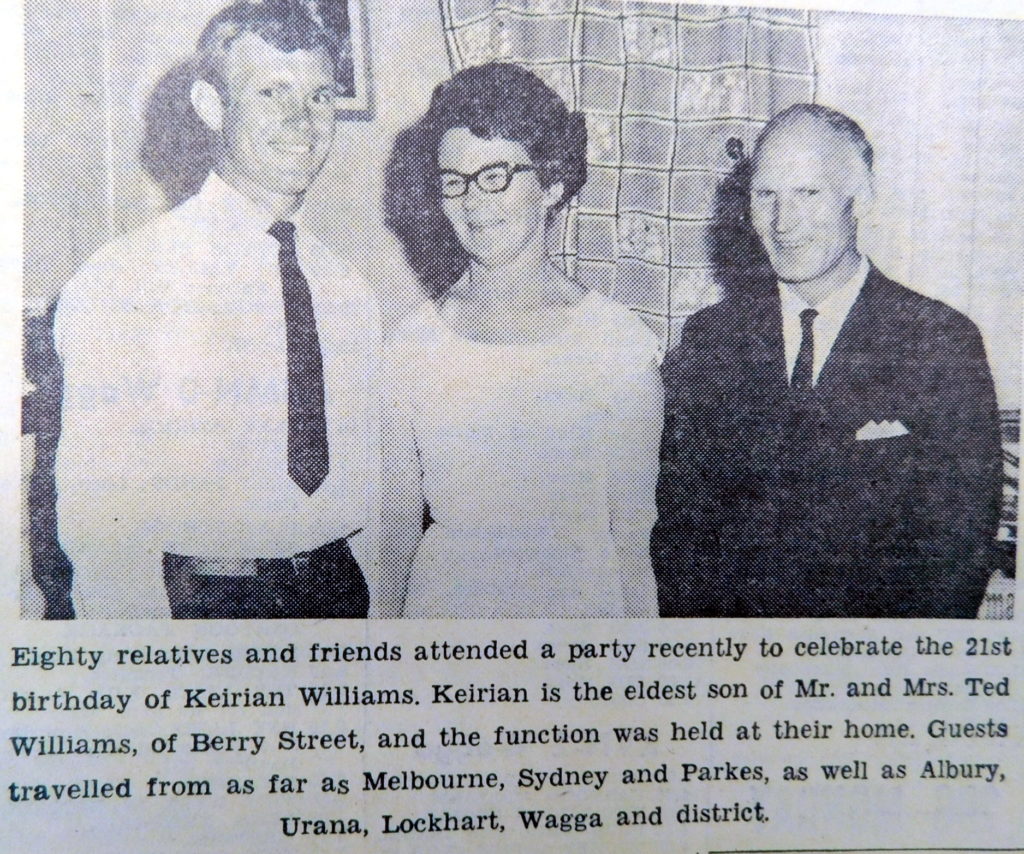 Eighty relatives and friends attended a party recently to celebrate the 21st
birthday of Keirian Williams. Keirian is the eldest son of Mr. and Mrs. Ted
Williams, of Berry Street, and the function was held at their home. Guests
travelled from as far as Melbourne, Sydney and Parkes, as well as Albury,
Urana, Lockhart, Wagga and district.